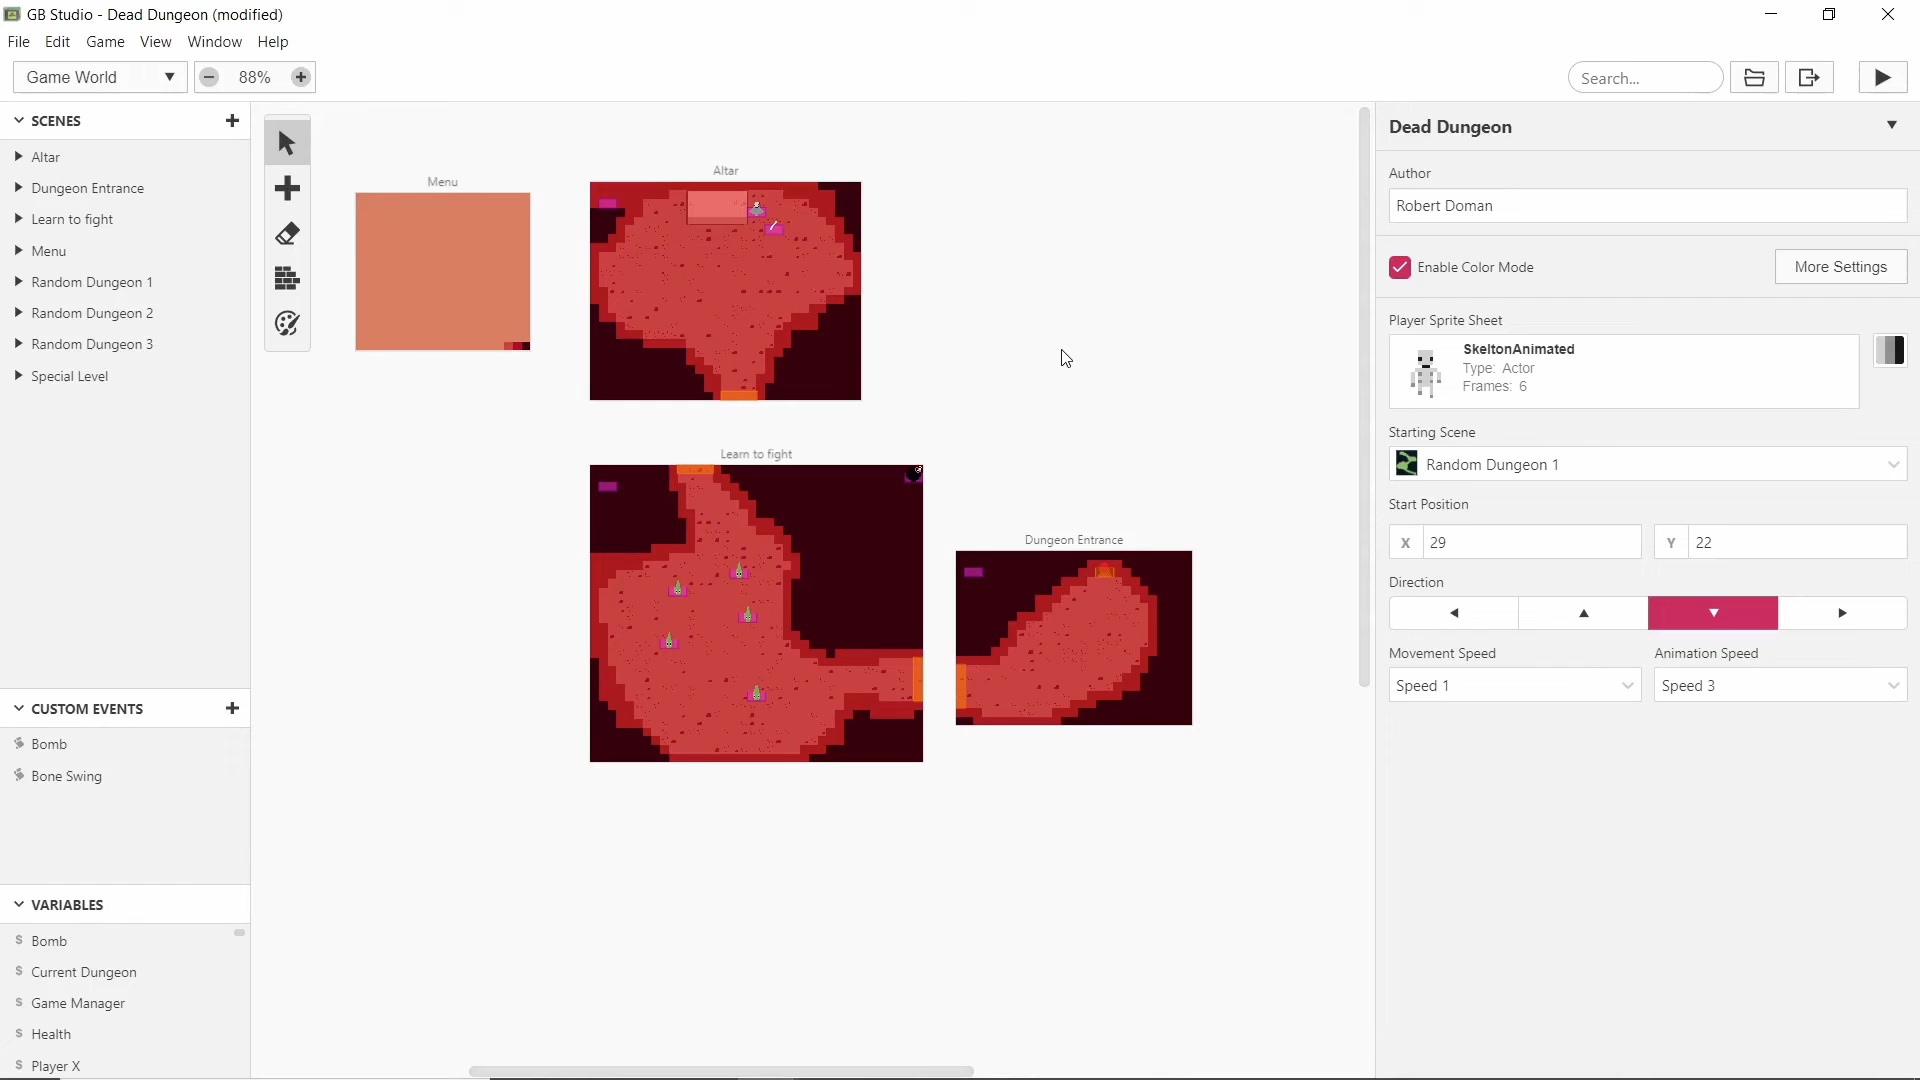 GB Studio - Dead Dungeon (modified)
File Edit Game View Window Help
Game World
88%
Search...
SCENES
Altar
Dungeon Entrance
Learn to fight
Menu
Random Dungeon 1
Random Dungeon 2
Random Dungeon 3
Special Level
CUSTOM EVENTS
Bomb
Bone Swing
VARIABLES
$ Bomb
$ Current Dungeon
$ Game Manager
$ Health
$ Player X
Menu
Altar
Learn to fight
Dungeon Entrance
Dead Dungeon
Author
Robert Doman
Enable Color Mode
More Settings
Player Sprite Sheet
SkeltonAnimated
Type: Actor
Frames: 6
Starting Scene
Random Dungeon 1
Start Position
X 29
Y 22
Direction
Movement Speed
Animation Speed
Speed 1
Speed 3